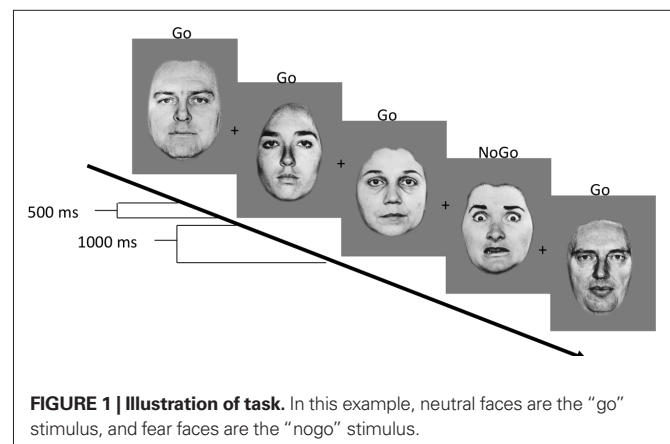 Go
Go
Go
NoGo
Go
+
+
+
+
500 ms
1000 ms
FIGURE 1 | Illustration of task. In this example, neutral faces are the “go”
stimulus, and fear faces are the “nogo” stimulus.